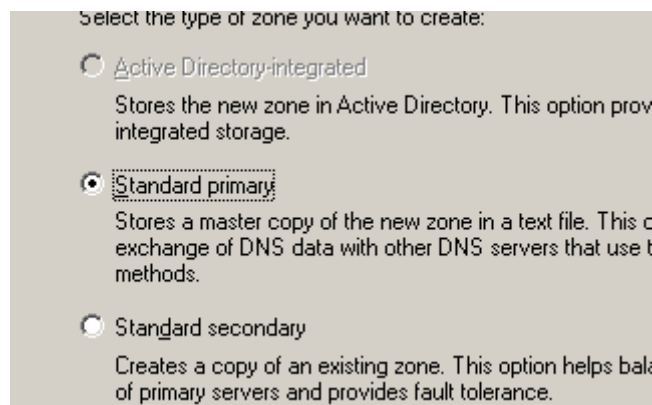 Select the type of zone you want to create:
Active Directory-integrated
Stores the new zone in Active Directory. This option
integrated storage.
Standard primary
Stores a master copy of the new zone in a text file. This
exchange of DNS data with other DNS servers that use
methods.
Standard secondary
Creates a copy of an existing zone. This option helps
of primary servers and provides fault tolerance.